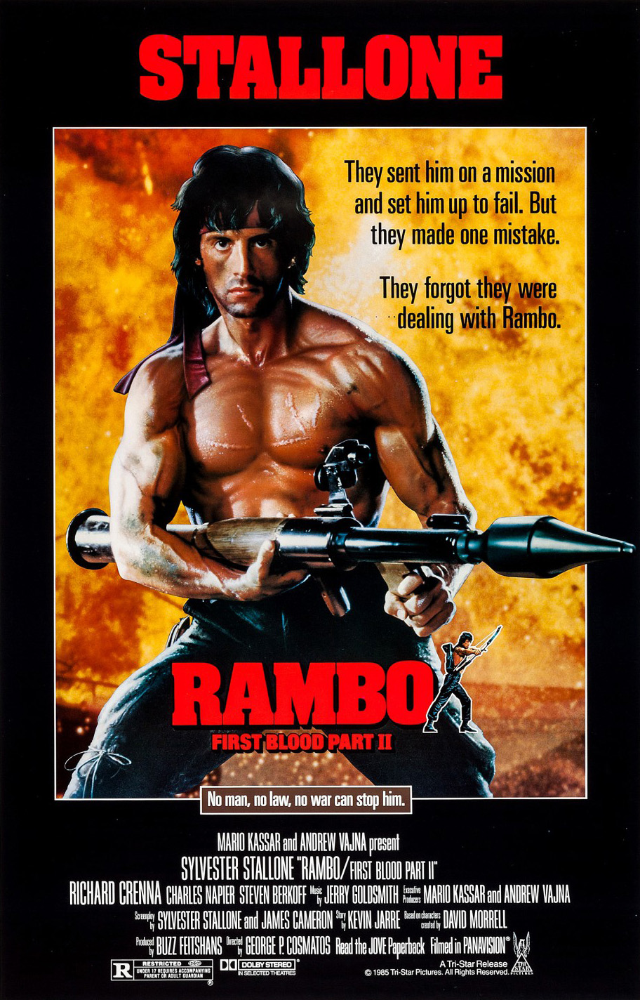 STALLONE
They sent him on a mission
and set him up to fail. But
they made one mistake.
They forgot they were
dealing with Rambo.
RAMBO
FIRST BLOOD PART II
No man, no law, no war can stop him.
MARIO KASSAR and ANDREW VAJNA present
SYLVESTER STALLONE "RAMBO/FIRST BLOOD PART II"
RICHARD CRENNA CHARLES NAPIER STEVEN BERKOFF Music by JERRY GOLDSMITH Executive Producers MARIO KASSAR and ANDREW VAJNA
Screenplay by SYLVESTER STALLONE and JAMES CAMERON Story by KEVIN JARRE Based on characters created by DAVID MORRELL
Produced by BUZZ FEITSHANS Directed by GEORGE P. COSMATOS Read the JOVE Paperback Filmed in PANAVISION®
R RESTRICTED
UNDER 17 REQUIRES ACCOMPANYING
PARENT OR ADULT GUARDIAN
®
DOLBY STEREO®
IN SELECTED THEATRES
A Tri-Star Release
© 1985 Tri-Star Pictures. All Rights Reserved.
TRI
STAR
PICTURES